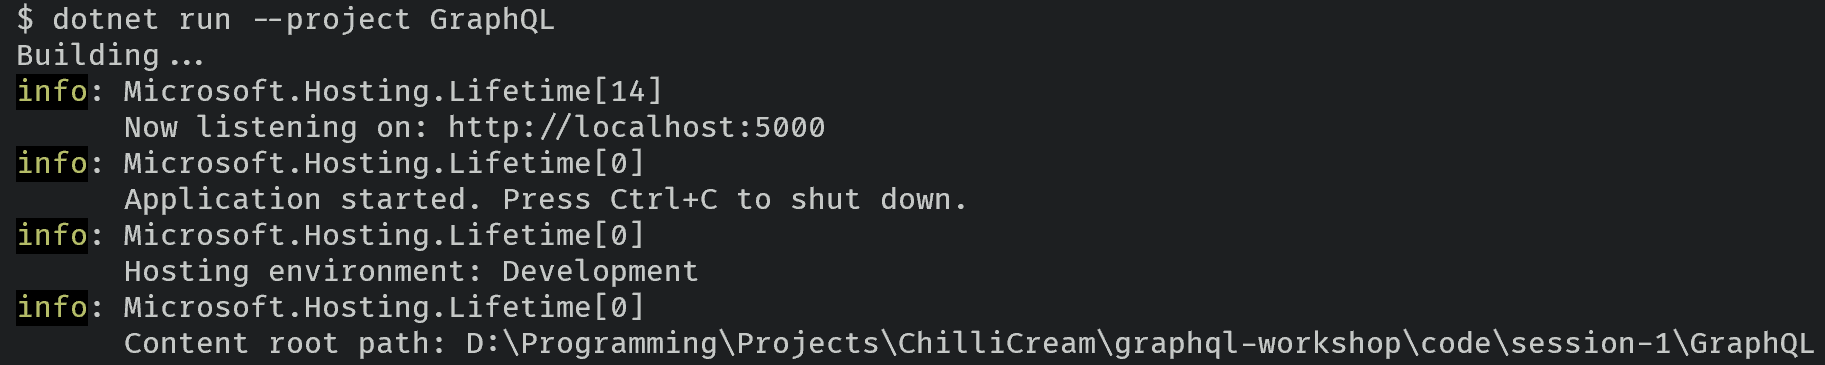 $ dotnet run --project GraphQL
Building...
info: Microsoft.Hosting.Lifetime[14]
      Now listening on: http://localhost:5000
info: Microsoft.Hosting.Lifetime[0]
      Application started. Press Ctrl+C to shut down.
info: Microsoft.Hosting.Lifetime[0]
      Hosting environment: Development
info: Microsoft.Hosting.Lifetime[0]
      Content root path: D:\Programming\Projects\ChilliCream\graphql-workshop\code\session-1\GraphQL